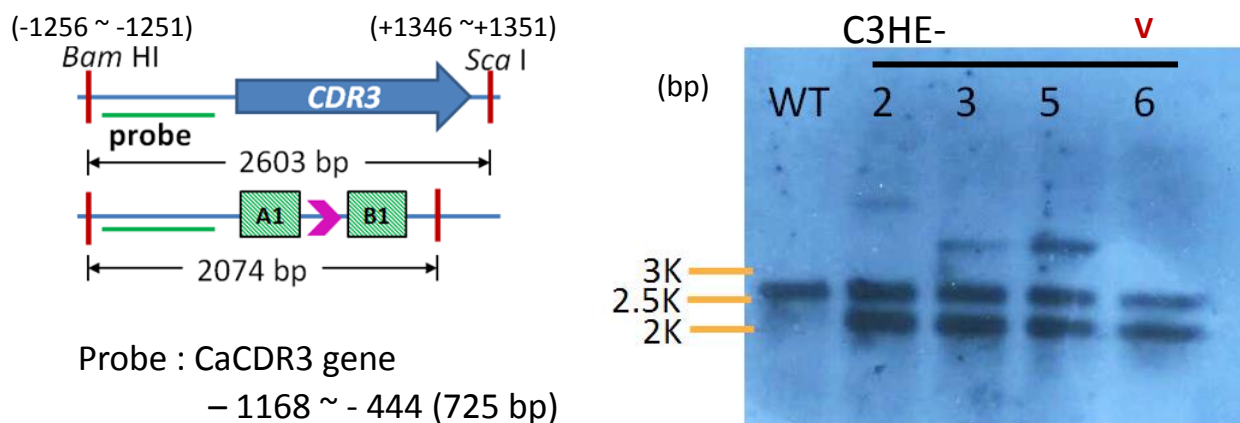 (-1256 ~ -1251)
(+1346 ~+1351)
Bam HI
Sca I
CDR3
probe
2603 bp
A1
B1
2074 bp
Probe : CaCDR3 gene
– 1168 ~ - 444 (725 bp)
C3HE-
V
(bp)
WT 2 3 5 6
3K
2.5K
2K